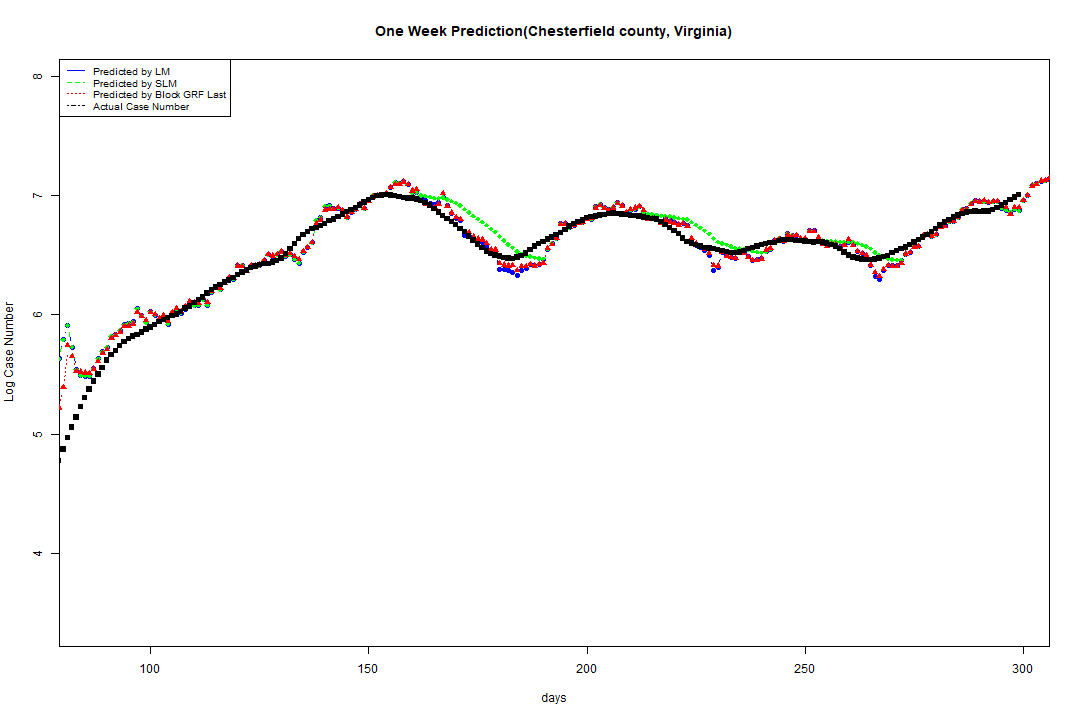 One Week Prediction(Chesterfield county, Virginia)
Predicted by LM
Predicted by SLM
Predicted by Block GRF Last
Actual Case Number
8
7
6
5
4
Log Case Number
100 150 200 250 300
days